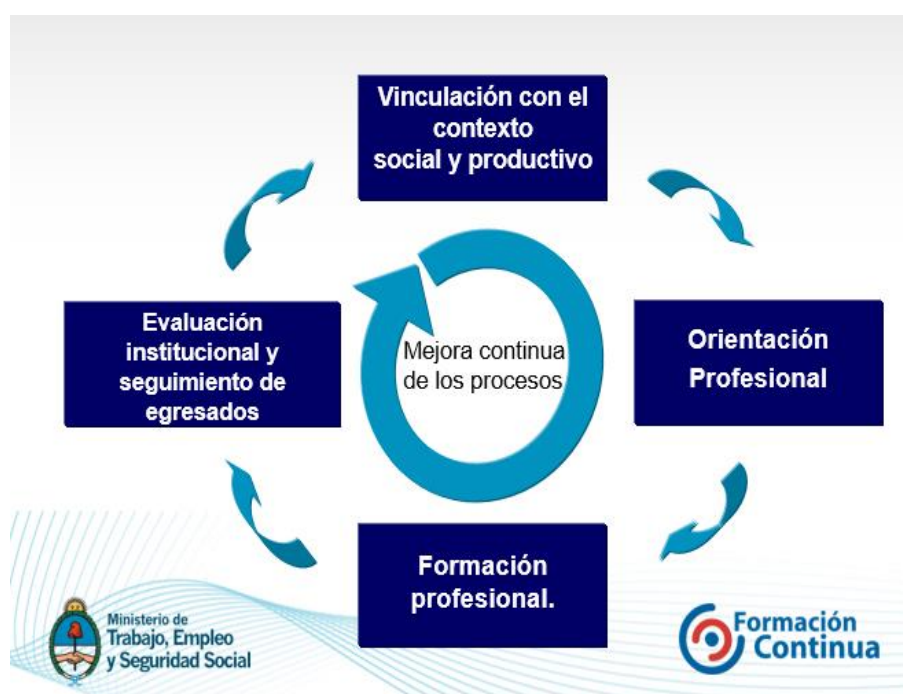 Vinculación con el
contexto
social y productivo
Evaluación
institucional y
seguimiento de
egresados
Mejora continua
de los procesos
Orientación
Profesional
Formación
profesional.
Ministerio de
Trabajo, Empleo
y Seguridad Social
Formación
Continua